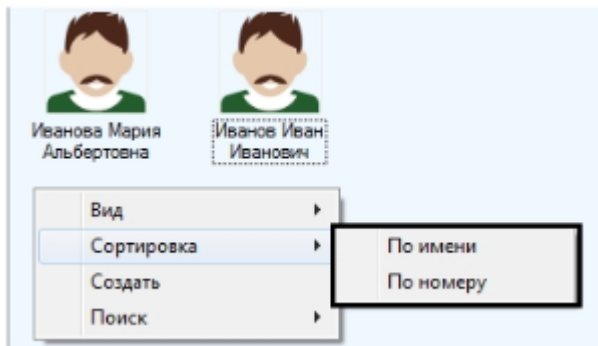 Иванова Мария
Альбертовна
Иванов Иван
Иванович
Вид
Сортировка
Создать
Поиск
По имени
По номеру